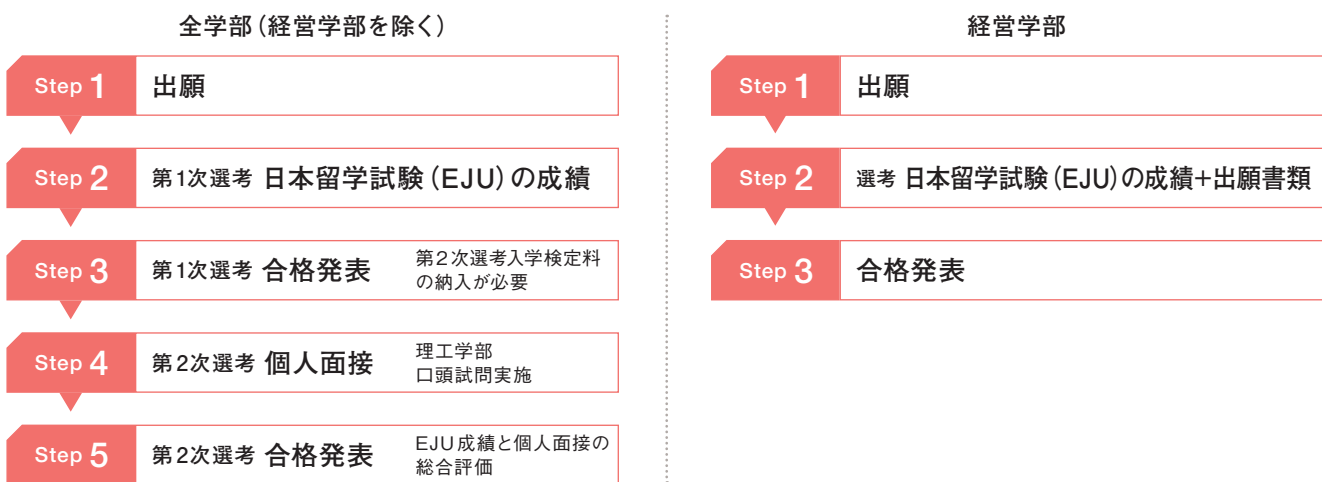 全学部（経営学部を除く）
Step 1 出願
Step 2 第1次選考 日本留学試験（EJU）の成績
Step 3 第1次選考 合格発表 第2次選考入学検定料
の納入が必要
Step 4 第2次選考 個人面接 理工学部
口頭試問実施
Step 5 第2次選考 合格発表 EJU成績と個人面接の
総合評価
経営学部
Step 1 出願
Step 2 選考 日本留学試験（EJU）の成績+出願書類
Step 3 合格発表